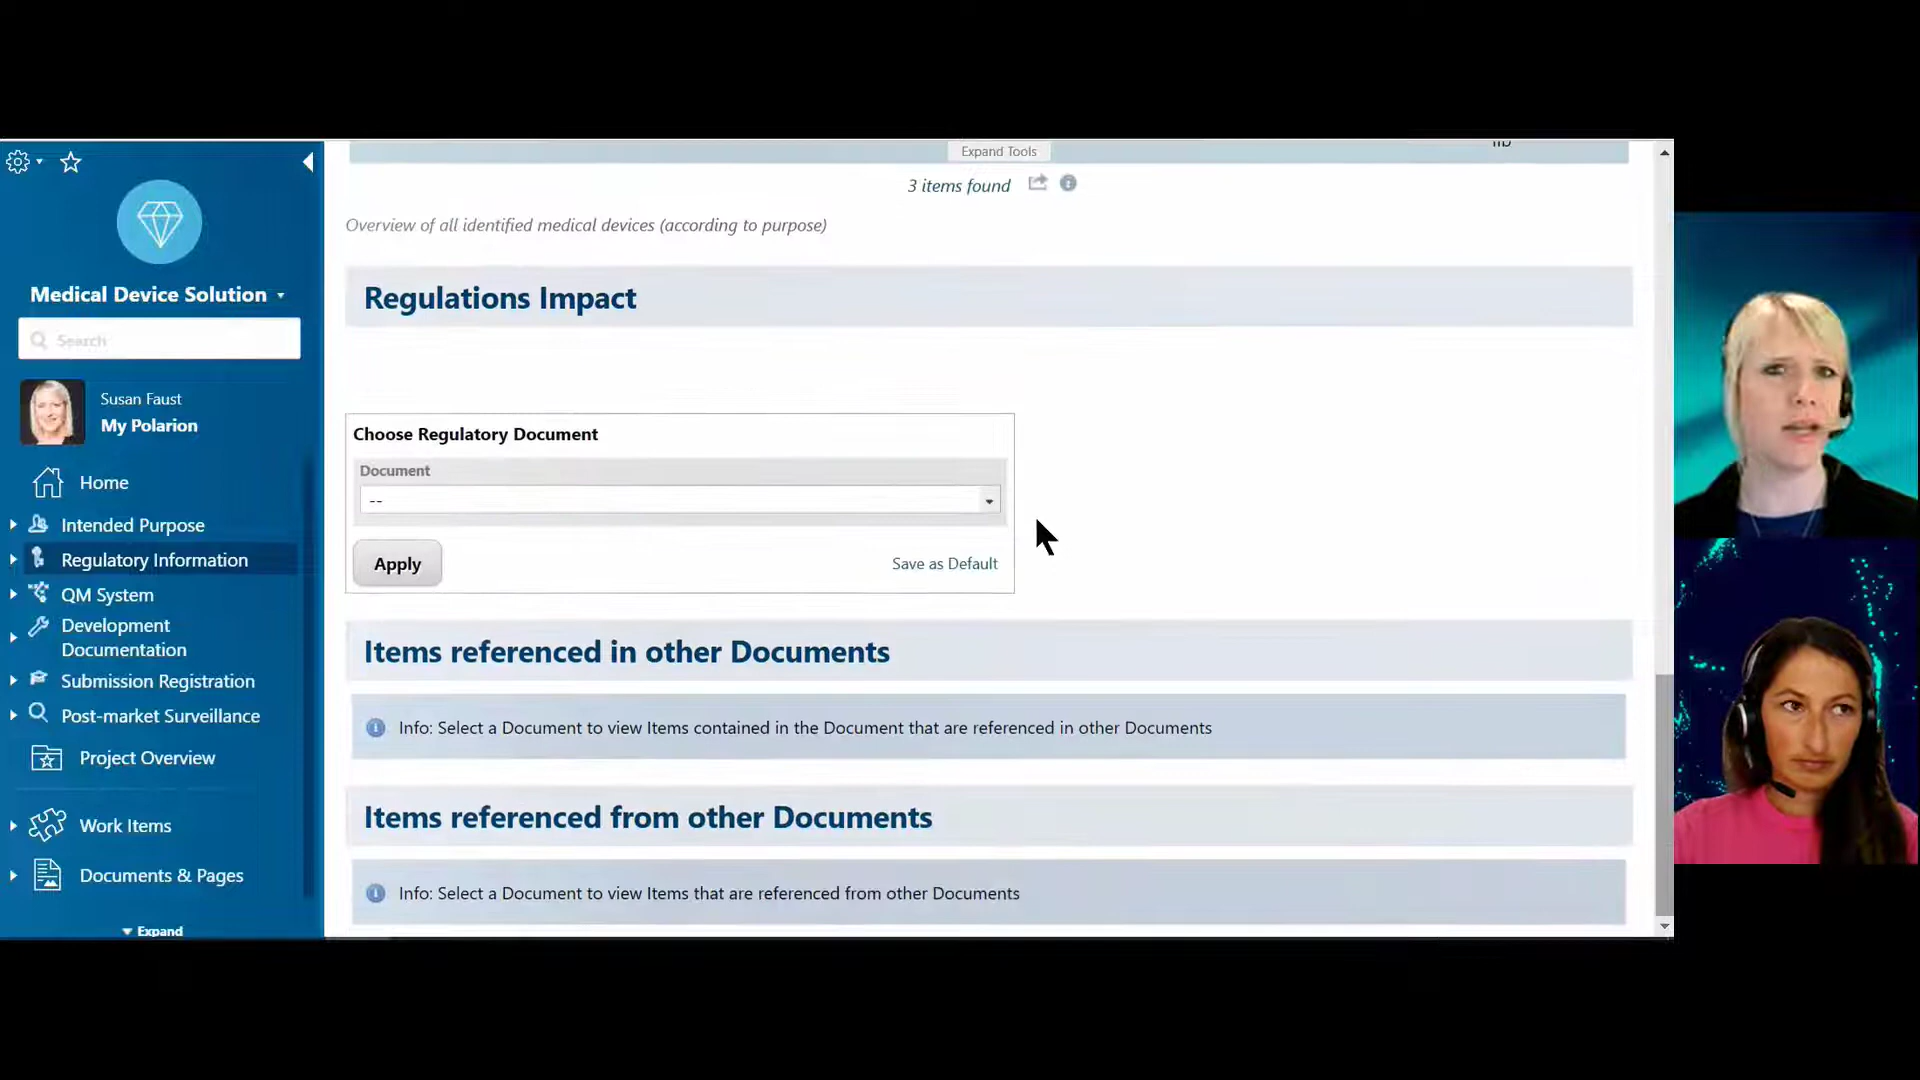 Expand Tools
3 items found
Overview of all identified medical devices (according to purpose)
Medical Device Solution
Search
Susan Faust
My Polarion
Home
Intended Purpose
Regulatory Information
QM System
Development
Documentation
Submission Registration
Post-market Surveillance
Project Overview
Work Items
Documents & Pages
Expand
Regulations Impact
Choose Regulatory Document
Document
--
Apply
Save as Default
Items referenced in other Documents
Info: Select a Document to view Items contained in the Document that are referenced in other Documents
Items referenced from other Documents
Info: Select a Document to view Items that are referenced from other Documents